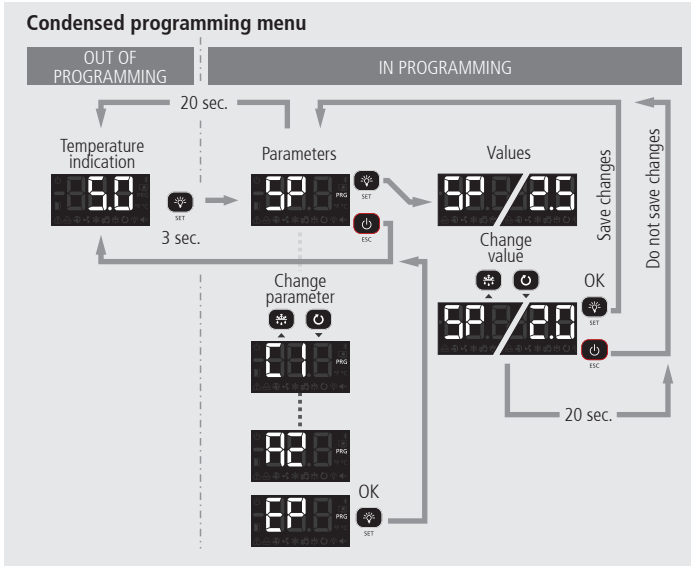 Condensed programming menu
OUT OF
PROGRAMMING
IN PROGRAMMING
20 sec.
Temperature
indication
Parameters
Values
5.0
SET
SP
PRG
SET
SP / 2.5
3 sec.
ESC
Change
value
Save changes
Do not save changes
Change
parameter
OK
SP / 2.0
SET
C1
PRG
ESC
20 sec.
A2
PRG
EP
PRG
OK
SET